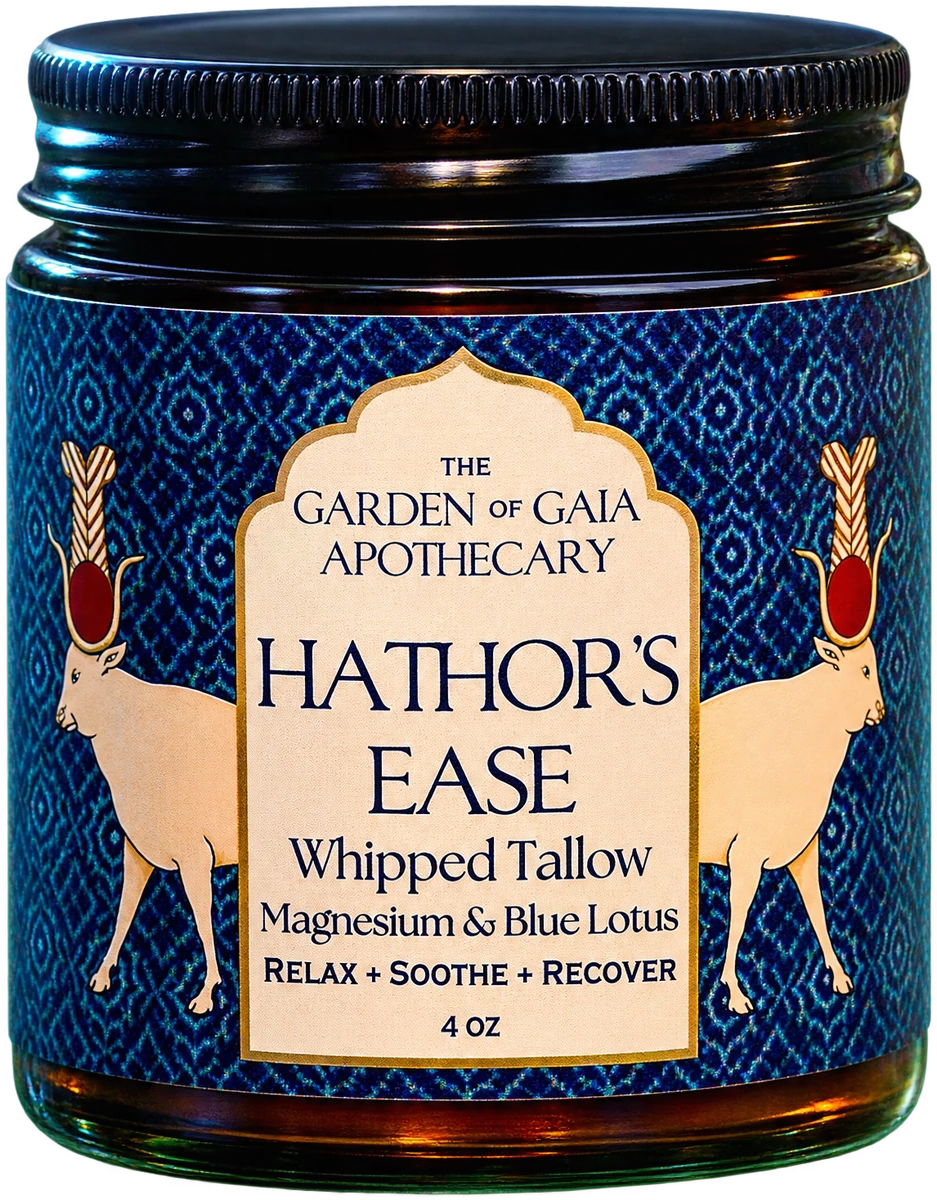 THE
GARDEN OF GAIA
APOTHECARY
HATHOR'S
EASE
Whipped Tallow
Magnesium & Blue Lotus
RELAX + SOOTHE + RECOVER
4 OZ